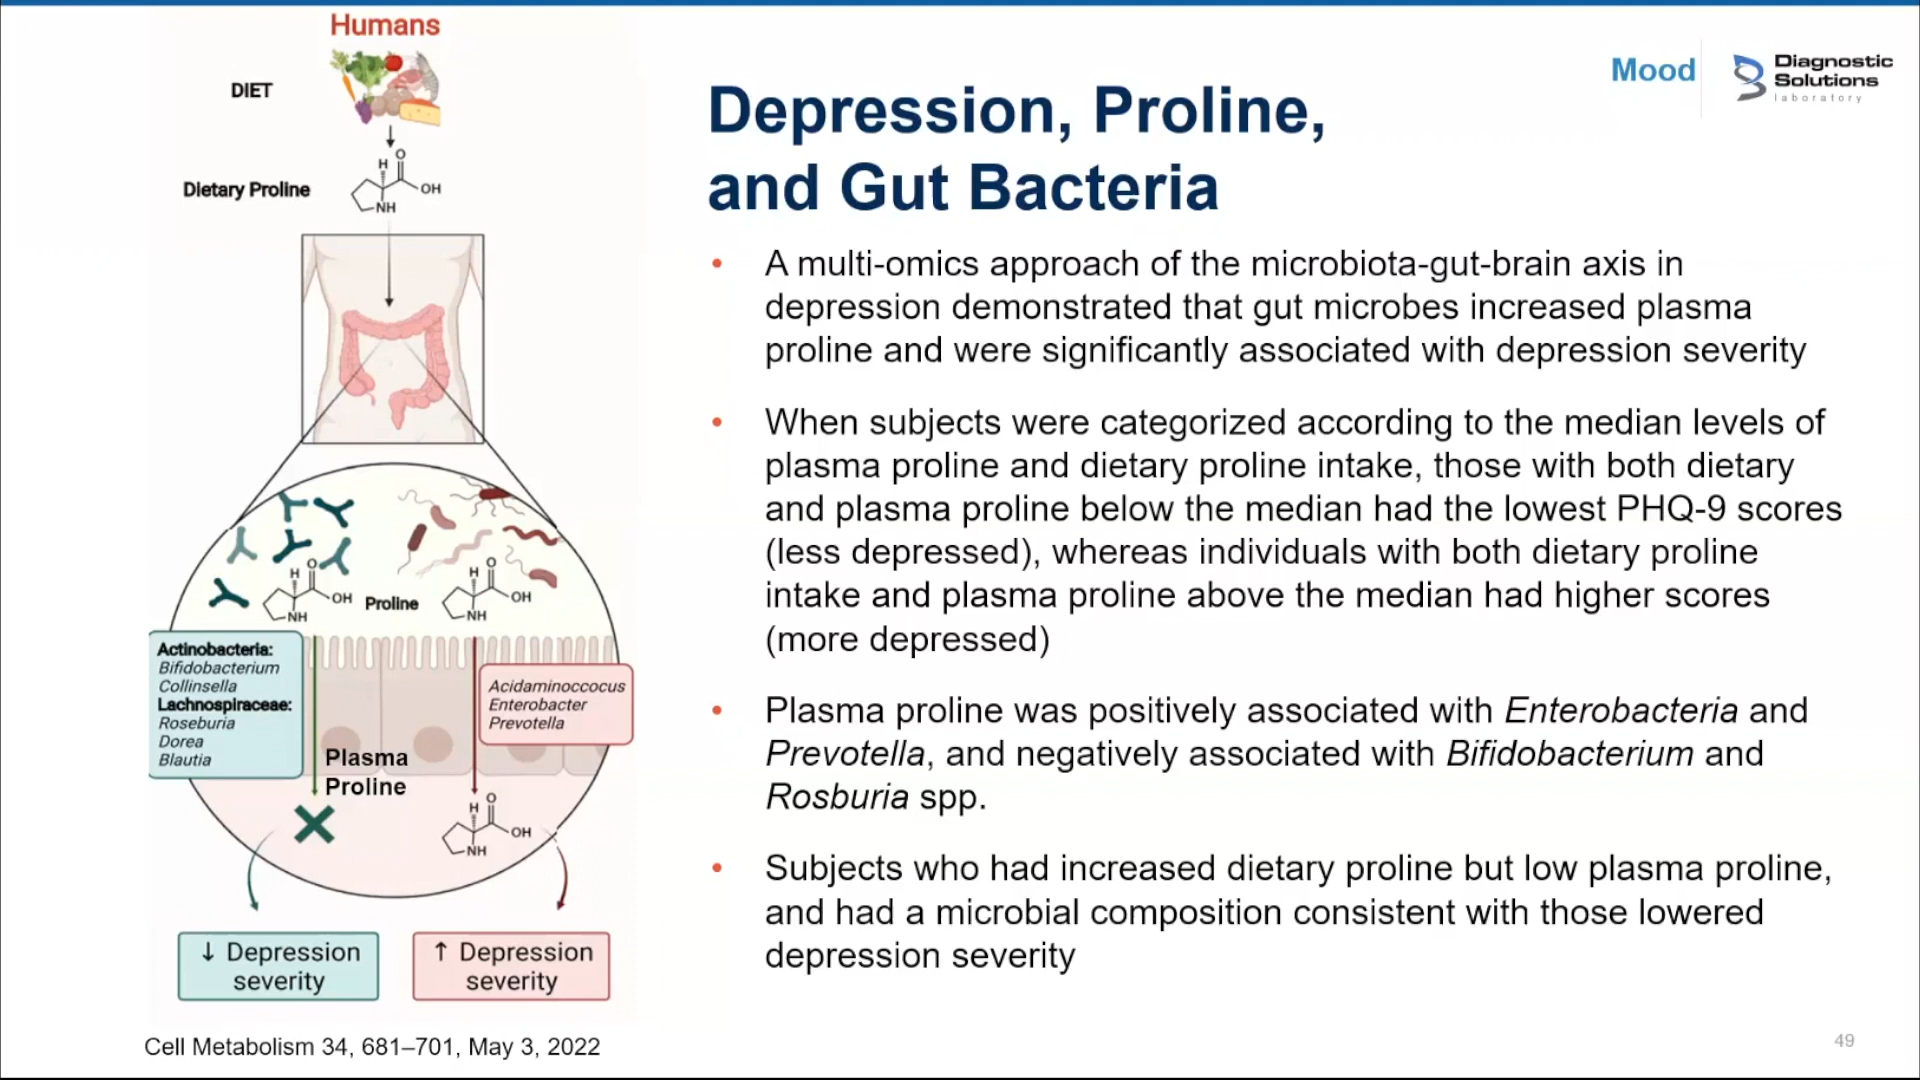 Humans
DIET
Dietary Proline
H
O
OH
NH
H
O
OH
NH
Proline
H
O
OH
NH
Actinobacteria:
Bifidobacterium
Collinsella
Lachnospiraceae:
Roseburia
Dorea
Blautia
Acidaminoccocus
Enterobacter
Prevotella
Plasma
Proline
H
O
OH
NH
↓ Depression
severity
↑ Depression
severity
Cell Metabolism 34, 681–701, May 3, 2022
Mood
Diagnostic
Solutions
laboratory
Depression, Proline,
and Gut Bacteria
• A multi-omics approach of the microbiota-gut-brain axis in
depression demonstrated that gut microbes increased plasma
proline and were significantly associated with depression severity
• When subjects were categorized according to the median levels of
plasma proline and dietary proline intake, those with both dietary
and plasma proline below the median had the lowest PHQ-9 scores
(less depressed), whereas individuals with both dietary proline
intake and plasma proline above the median had higher scores
(more depressed)
• Plasma proline was positively associated with Enterobacteria and
Prevotella, and negatively associated with Bifidobacterium and
Rosburia spp.
• Subjects who had increased dietary proline but low plasma proline,
and had a microbial composition consistent with those lowered
depression severity
49